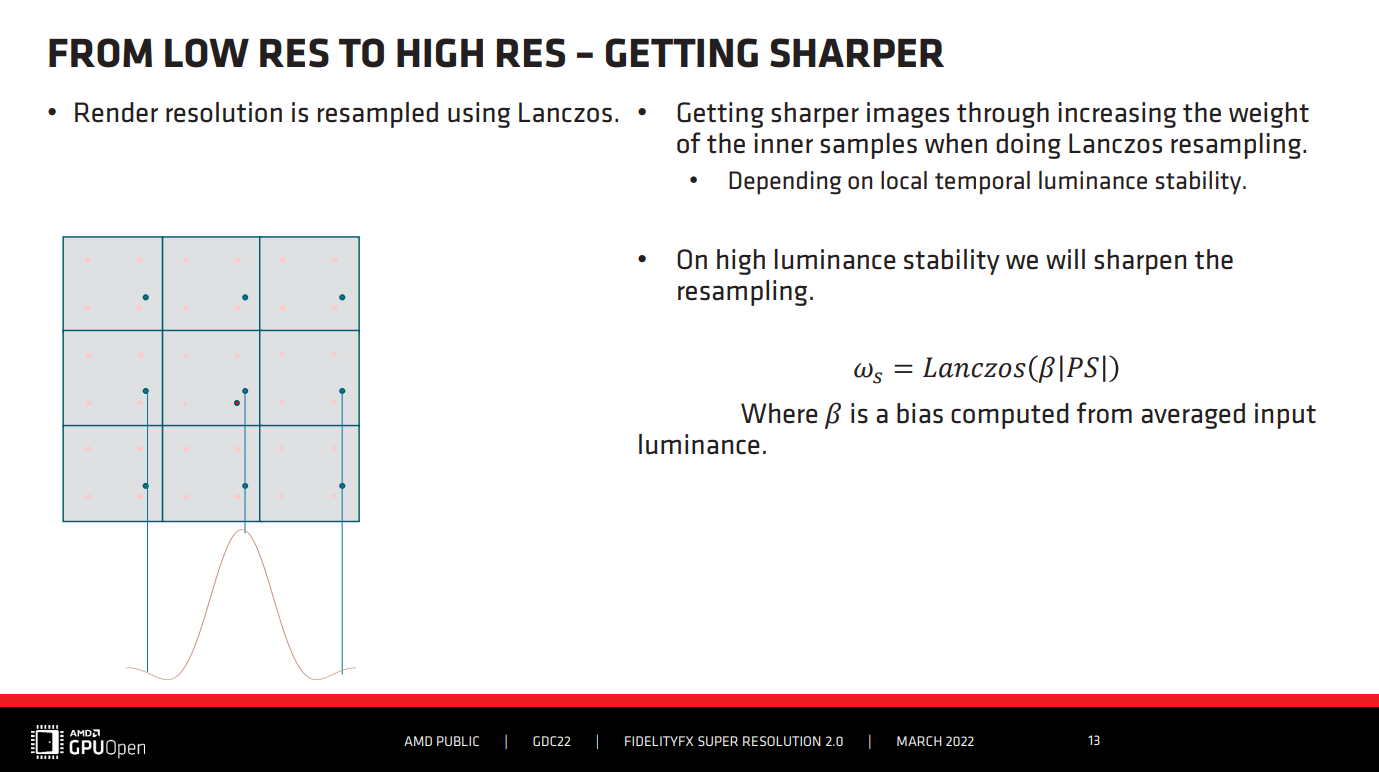 FROM LOW RES TO HIGH RES – GETTING SHARPER
• Render resolution is resampled using Lanczos.
• Getting sharper images through increasing the weight
of the inner samples when doing Lanczos resampling.
• Depending on local temporal luminance stability.
• On high luminance stability we will sharpen the
resampling.
𝜔ₛ = 𝐿𝑎𝑛𝑐𝑧𝑜𝑠(𝛽|𝑃𝑆|)
Where 𝛽 is a bias computed from averaged input
luminance.
AMD
GPUOpen
AMD PUBLIC | GDC22 | FIDELITYFX SUPER RESOLUTION 2.0 | MARCH 2022
13